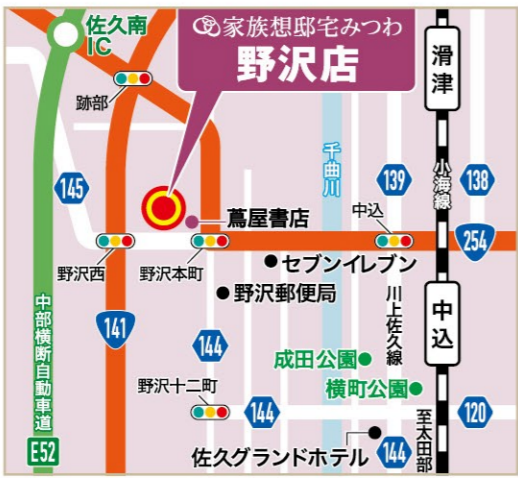 佐久南
IC
家族想邸宅みつわ
野沢店
滑津
跡部
千曲川
小海線
145
139
138
蔦屋書店
中込
254
野沢西
野沢本町
セブンイレブン
野沢郵便局
141
144
川上佐久線
中込
中部横断自動車道
成田公園
横町公園
野沢十二町
144
120
佐久グランドホテル
144
至太田部
E52